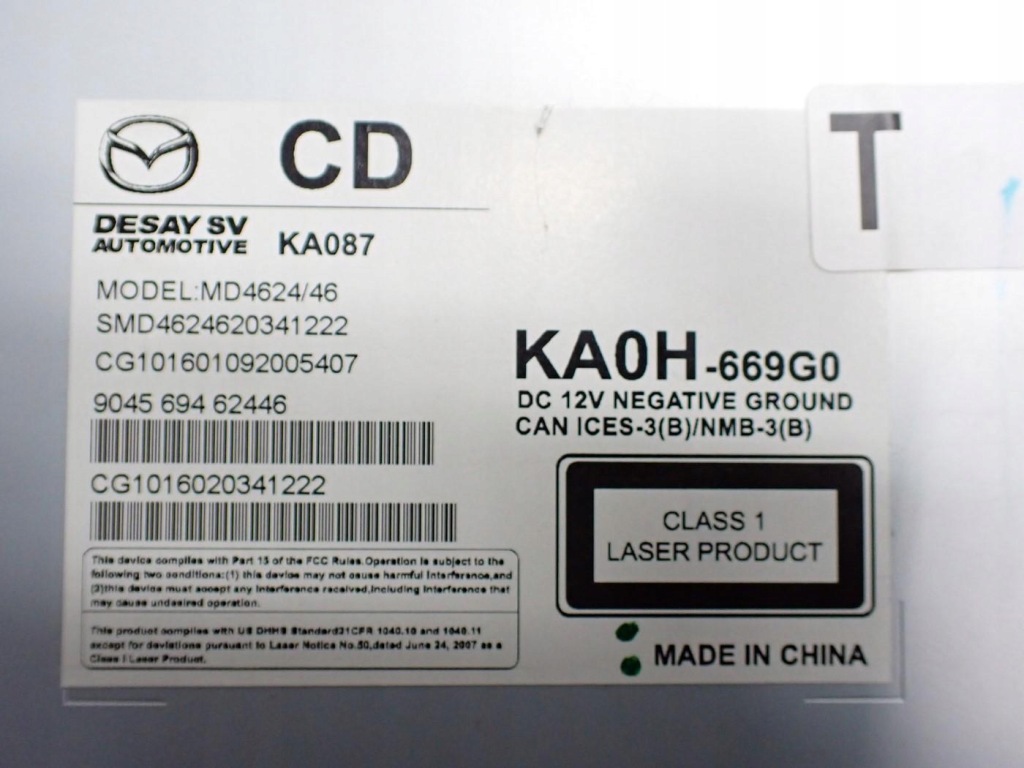 CD
T
DESAY SV
AUTOMOTIVE KA087
MODEL:MD4624/46
SMD4624620341222
CG101601092005407
9045 694 62446
CG1016020341222
KA0H-669G0
DC 12V NEGATIVE GROUND
CAN ICES-3(B)/NMB-3(B)
CLASS 1
LASER PRODUCT
This device complies with Part 15 of the FCC Rules.Operation is subject to the
following two conditions:(1) this device may not cause harmful interference,and
(2)this device must accept any interference received,including interference that
may cause undesired operation.
This product complies with US DHHS Standard21CFR 1040.10 and 1040.11
except for deviations pursuant to Laser Notice No.50,dated June 24, 2007 as a
Class I Laser Product.
MADE IN CHINA